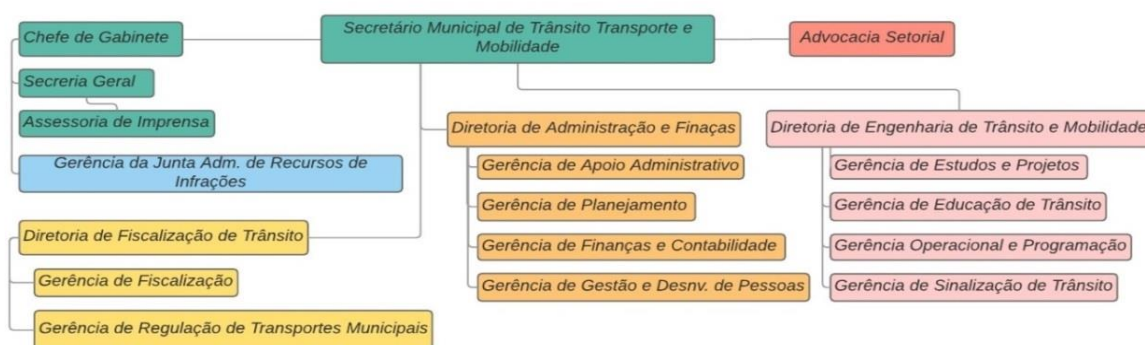 Chefe de Gabinete
Secretário Municipal de Trânsito Transporte e
Mobilidade
Advocacia Setorial
Secreria Geral
Assessoria de Imprensa
Gerência da Junta Adm. de Recursos de
Infrações
Diretoria de Fiscalização de Trânsito
Gerência de Fiscalização
Gerência de Regulação de Transportes Municipais
Diretoria de Administração e Finaças
Gerência de Apoio Administrativo
Gerência de Planejamento
Gerência de Finanças e Contabilidade
Gerência de Gestão e Desnv. de Pessoas
Diretoria de Engenharia de Trânsito e Mobilidade
Gerência de Estudos e Projetos
Gerência de Educação de Trânsito
Gerência Operacional e Programação
Gerência de Sinalização de Trânsito